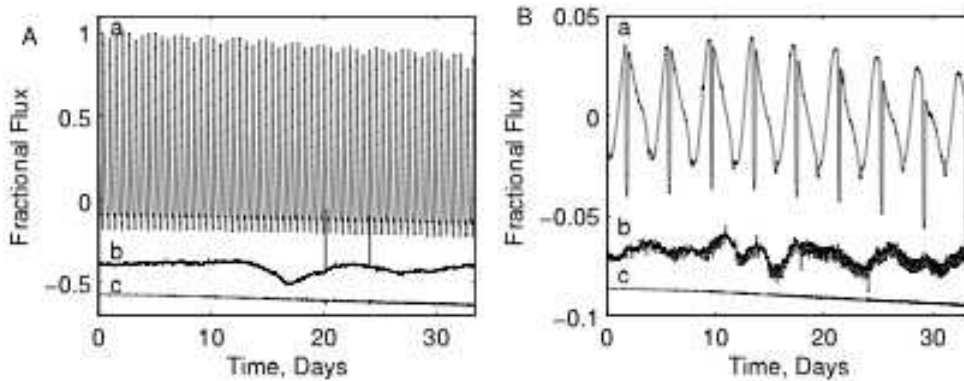 A
B
Fractional Flux
1
0.5
0
−0.5
a
b
c
0
10
20
30
Time, Days
Fractional Flux
0.05
0
−0.05
−0.1
a
b
c
0
10
20
30
Time, Days